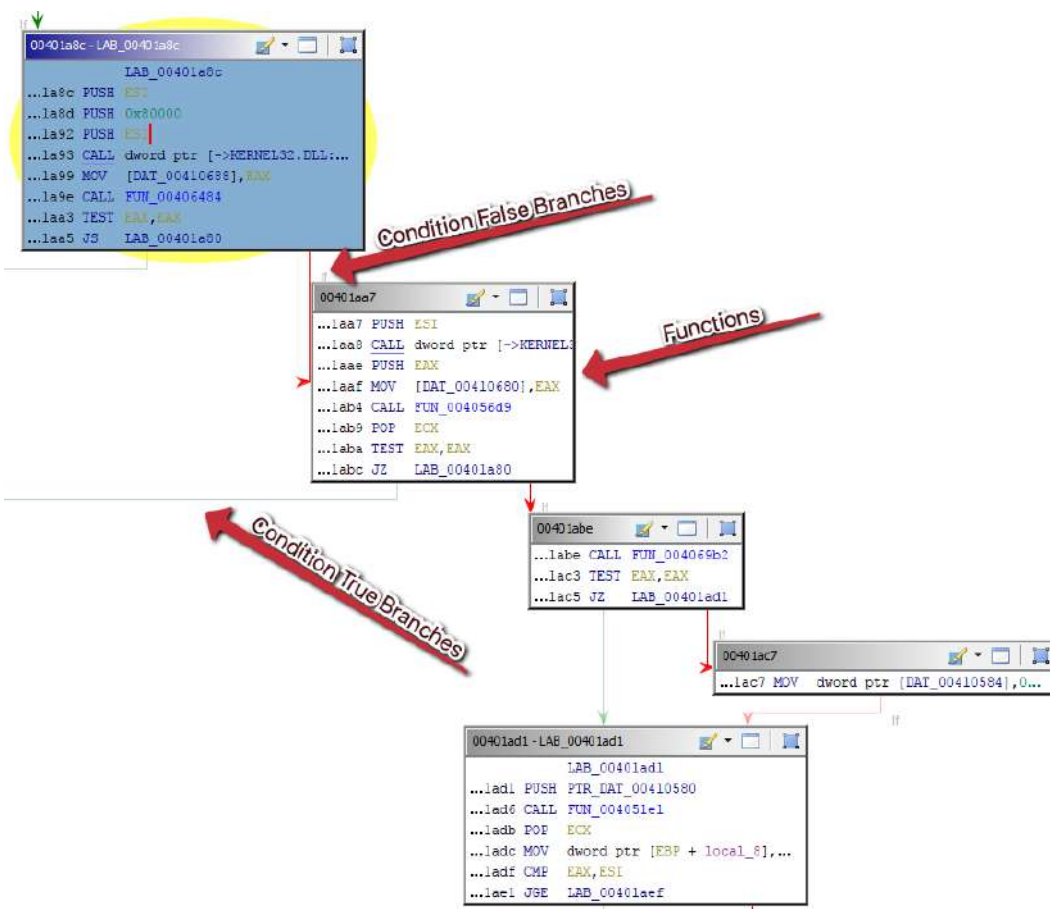 If
00401a8c - LAB_00401a8c
LAB_00401a8c
...1a8c PUSH ESI
...1a8d PUSH 0x80000
...1a92 PUSH ESI
...1a93 CALL dword ptr [->KERNEL32.DLL:...
...1a99 MOV [DAT_00410688],EAX
...1a9e CALL FUN_00406484
...1aa3 TEST EAX,EAX
...1aa5 JS LAB_00401a80
Condition False Branches
If
00401aa7
...1aa7 PUSH ESI
...1aa8 CALL dword ptr [->KERNEL3
...1aae PUSH EAX
...1aaf MOV [DAT_00410680],EAX
...1ab4 CALL FUN_004056d9
...1ab9 POP ECX
...1aba TEST EAX,EAX
...1abc JZ LAB_00401a80
Functions
Condition True Branches
If
00401abe
...1abe CALL FUN_004069b2
...1ac3 TEST EAX,EAX
...1ac5 JZ LAB_00401ad1
If
00401ac7
...1ac7 MOV dword ptr [DAT_00410584],0...
If
00401ad1 - LAB_00401ad1
LAB_00401ad1
...1ad1 PUSH PTR_DAT_00410580
...1ad6 CALL FUN_004051e1
...1adb POP ECX
...1adc MOV dword ptr [EBP + local_8],...
...1adf CMP EAX,ESI
...1ae1 JGE LAB_00401aef